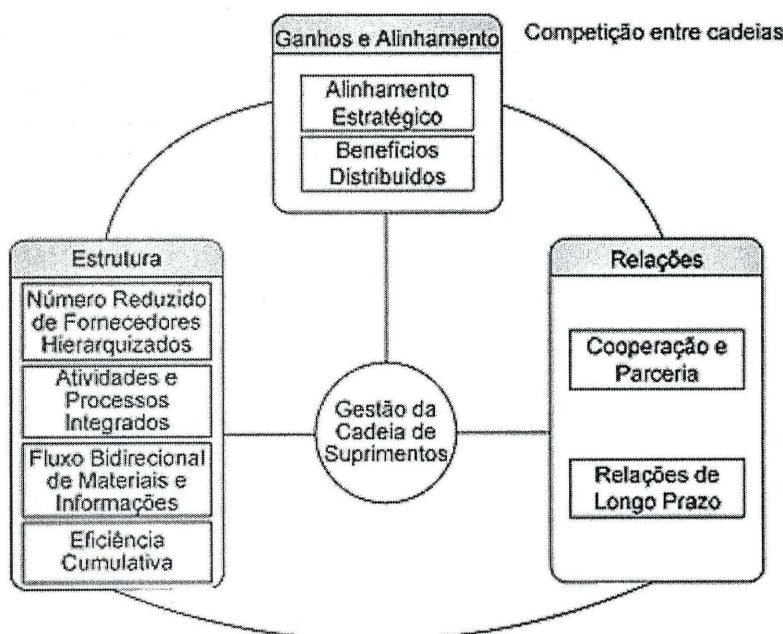 Ganhos e Alinhamento
Competição entre cadeias
Alinhamento
Estratégico
Benefícios
Distribuidos
Estrutura
Número Reduzido
de Fornecedores
Hierarquizados
Atividades e
Processos
Integrados
Fluxo Bidirecional
de Materiais e
Informações
Eficiência
Cumulativa
Gestão da
Cadeia de
Suprimentos
Relações
Cooperação e
Parceria
Relações de
Longo Prazo